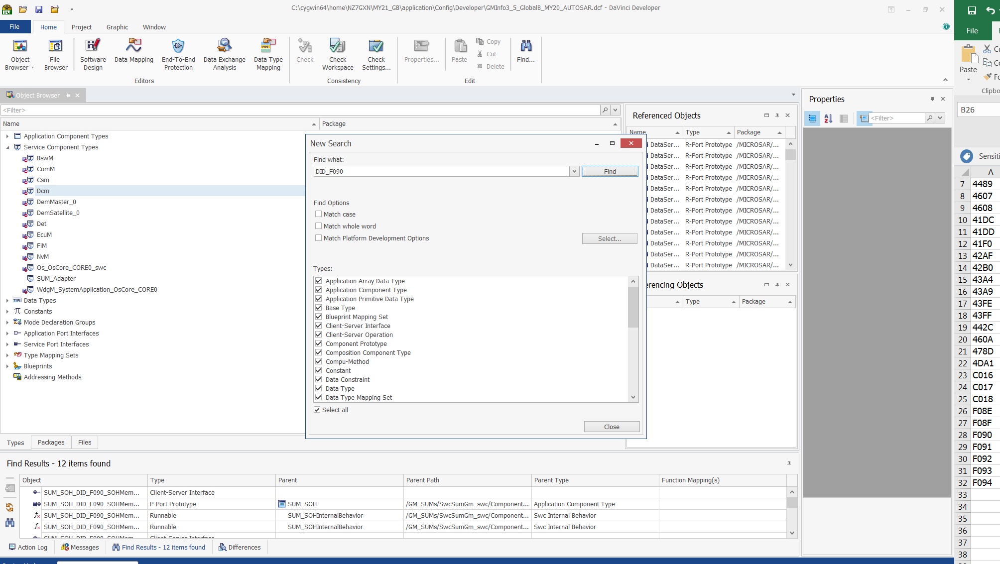 C:\cygwin64\home\NZ7GXN\MY21_GB\application\Config\Developer\GMInfo3_5_GlobalB_MY20_AUTOSAR.dcf - DaVinci Developer
File Home Project Graphic Window
Object Browser
File Browser
Software Design
Data Mapping
End-To-End Protection
Data Exchange Analysis
Data Type Mapping
Check
Check Workspace
Check Settings...
Properties...
Paste
Copy
Cut
Delete
Find...
Editors
Consistency
Edit
Object Browser
<Filter>
Name Package
Application Component Types
Service Component Types
BswM
ComM
Csm
Dcm
DemMaster_0
DemSatellite_0
Det
EcuM
FiM
NvM
Os_OsCore_CORE0_swc
SUM_Adapter
WdgM_SystemApplication_OsCore_CORE0
Data Types
Constants
Mode Declaration Groups
Application Port Interfaces
Service Port Interfaces
Type Mapping Sets
Blueprints
Addressing Methods
Types Packages Files
New Search
Find what:
DID_F090
Find
Find Options
Match case
Match whole word
Match Platform Development Options
Select...
Types:
Application Array Data Type
Application Component Type
Application Primitive Data Type
Base Type
Blueprint Mapping Set
Client-Server Interface
Client-Server Operation
Component Prototype
Composition Component Type
Compu-Method
Constant
Data Constraint
Data Type
Data Type Mapping Set
Select all
Close
Referenced Objects
Name Type Package
DataSer... R-Port Prototype /MICROSAR/...
DataSer... R-Port Prototype /MICROSAR/...
DataSer... R-Port Prototype /MICROSAR/...
DataSer... R-Port Prototype /MICROSAR/...
DataSer... R-Port Prototype /MICROSAR/...
DataSer... R-Port Prototype /MICROSAR/...
DataSer... R-Port Prototype /MICROSAR/...
DataSer... R-Port Prototype /MICROSAR/...
DataSer... R-Port Prototype /MICROSAR/...
DataSer... R-Port Prototype /MICROSAR/...
DataSer... R-Port Prototype /MICROSAR/...
DataSer... R-Port Prototype /MICROSAR/...
erencing Objects
Type Package
Properties
<Filter>
Find Results - 12 items found
Object Type Parent Parent Path Parent Type Function Mapping(s)
SUM_SOH_DID_F090_SOHMem... Client-Server Interface
SUM_SOH_DID_F090_SOHMem... P-Port Prototype SUM_SOH /GM_SUMs/SwcSumGm_swc/Component... Application Component Type
SUM_SOH_DID_F090_SOHMem... Runnable SUM_SOHInternalBehavior /GM_SUMs/SwcSumGm_swc/Component... Swc Internal Behavior
SUM_SOH_DID_F090_SOHMem... Runnable SUM_SOHInternalBehavior /GM_SUMs/SwcSumGm_swc/Component... Swc Internal Behavior
SUM_SOH_DID_F090_SOHMem... Client-Server Interface
Action Log Messages Find Results - 12 items found Differences
File
Paste
Cu
Co
Fo
Clipbo
B26
Sensiti
A
7 4489
8 4607
9 4608
10 41DC
11 41DD
12 41F0
13 42AF
14 42B0
15 43A4
16 43A9
17 43FE
18 43FF
19 442C
20 460A
21 478D
22 4DA1
23 C016
24 C017
25 C018
26 F08E
27 F08F
28 F090
29 F091
30 F092
31 F093
32 F094
33
34
35
36
37
38